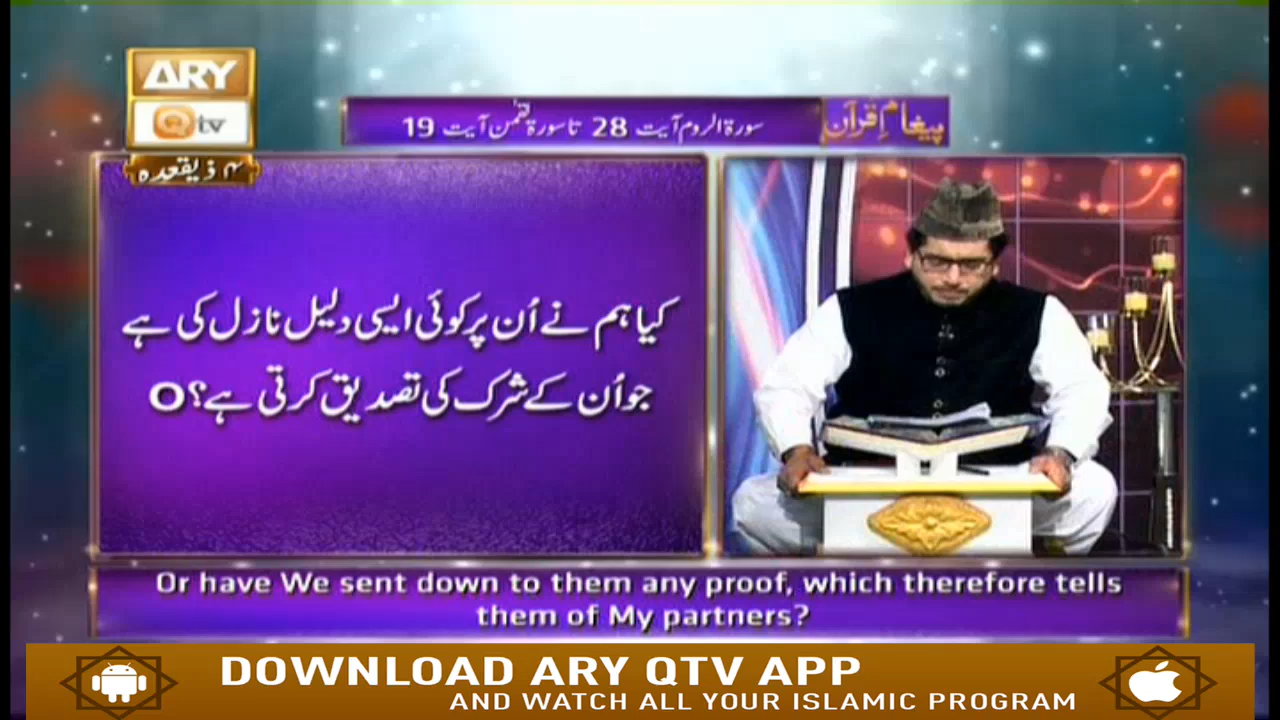 ARY
Qtv
سورۃ الروم آیت 28 تا سورۃ لقمٰن آیت 19
پیغامِ قرآن
۴ ذیقعدہ
کیا ہم نے اُن پر کوئی ایسی دلیل نازل کی ہے
جو اُن کے شرک کی تصدیق کرتی ہے؟O
Or have We sent down to them any proof, which therefore tells
them of My partners?
DOWNLOAD ARY QTV APP
AND WATCH ALL YOUR ISLAMIC PROGRAM